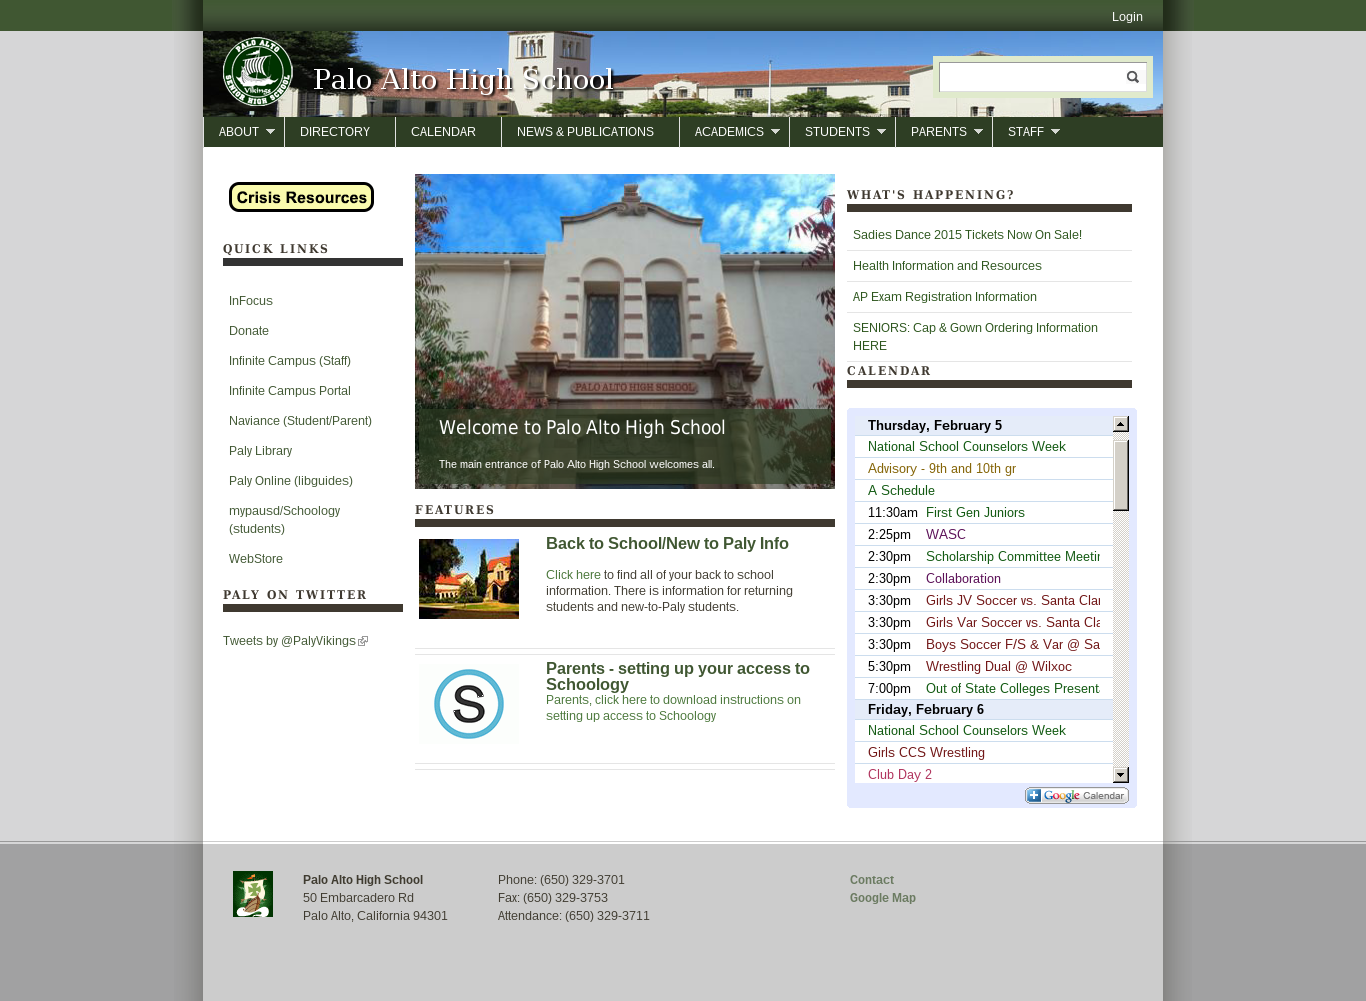 Login
PALO ALTO
Vikings
SENIOR HIGH SCHOOL
Palo Alto High School
ABOUT
DIRECTORY
CALENDAR
NEWS & PUBLICATIONS
ACADEMICS
STUDENTS
PARENTS
STAFF
Crisis Resources
QUICK LINKS
InFocus
Donate
Infinite Campus (Staff)
Infinite Campus Portal
Naviance (Student/Parent)
Paly Library
Paly Online (libguides)
mypausd/Schoology
(students)
WebStore
PALY ON TWITTER
Tweets by @PalyVikings
PALO ALTO HIGH SCHOOL
Welcome to Palo Alto High School
The main entrance of Palo Alto High School welcomes all.
FEATURES
Back to School/New to Paly Info
Click here to find all of your back to school
information. There is information for returning
students and new-to-Paly students.
S
Parents - setting up your access to
Schoology
Parents, click here to download instructions on
setting up access to Schoology
WHAT'S HAPPENING?
Sadies Dance 2015 Tickets Now On Sale!
Health Information and Resources
AP Exam Registration Information
SENIORS: Cap & Gown Ordering Information
HERE
CALENDAR
Thursday, February 5
National School Counselors Week
Advisory - 9th and 10th gr
A Schedule
11:30am First Gen Juniors
2:25pm WASC
2:30pm Scholarship Committee Meetin
2:30pm Collaboration
3:30pm Girls JV Soccer vs. Santa Clar
3:30pm Girls Var Soccer vs. Santa Cla
3:30pm Boys Soccer F/S & Var @ Sa
5:30pm Wrestling Dual @ Wilxoc
7:00pm Out of State Colleges Presenta
Friday, February 6
National School Counselors Week
Girls CCS Wrestling
Club Day 2
Google Calendar
Palo Alto High School
50 Embarcadero Rd
Palo Alto, California 94301
Phone: (650) 329-3701
Fax: (650) 329-3753
Attendance: (650) 329-3711
Contact
Google Map